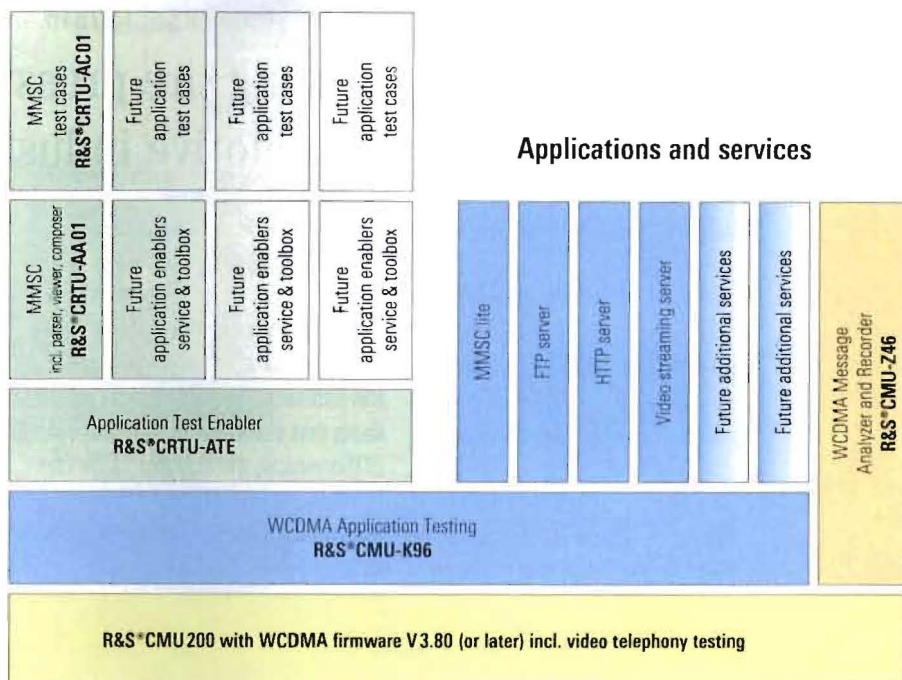 MMSC
test cases
R&S®CRTU-AC01
Future
application
test cases
Future
application
test cases
Future
application
test cases
Applications and services
MMSC
incl. parser, viewer, composer
R&S®CRTU-AA01
Future
application enablers
service & toolbox
Future
application enablers
service & toolbox
Future
application enablers
service & toolbox
MMSC lite
FTP server
HTTP server
Video streaming server
Future additional services
Future additional services
WCDMA Message
Analyzer and Recorder
R&S®CMU-Z46
Application Test Enabler
R&S®CRTU-ATE
WCDMA Application Testing
R&S®CMU-K96
R&S®CMU 200 with WCDMA firmware V 3.80 (or later) incl. video telephony testing